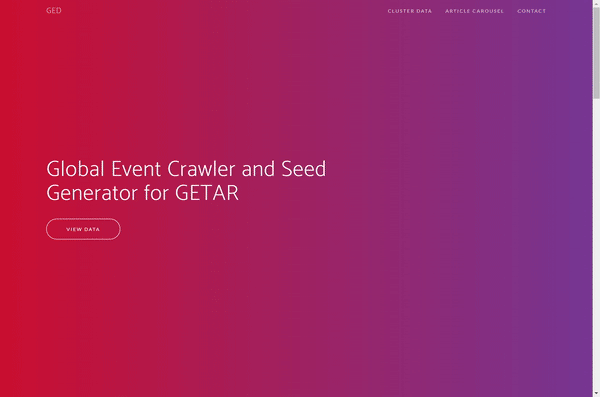 GED
CLUSTER DATA ARTICLE CAROUSEL CONTACT
Global Event Crawler and Seed
Generator for GETAR
VIEW DATA